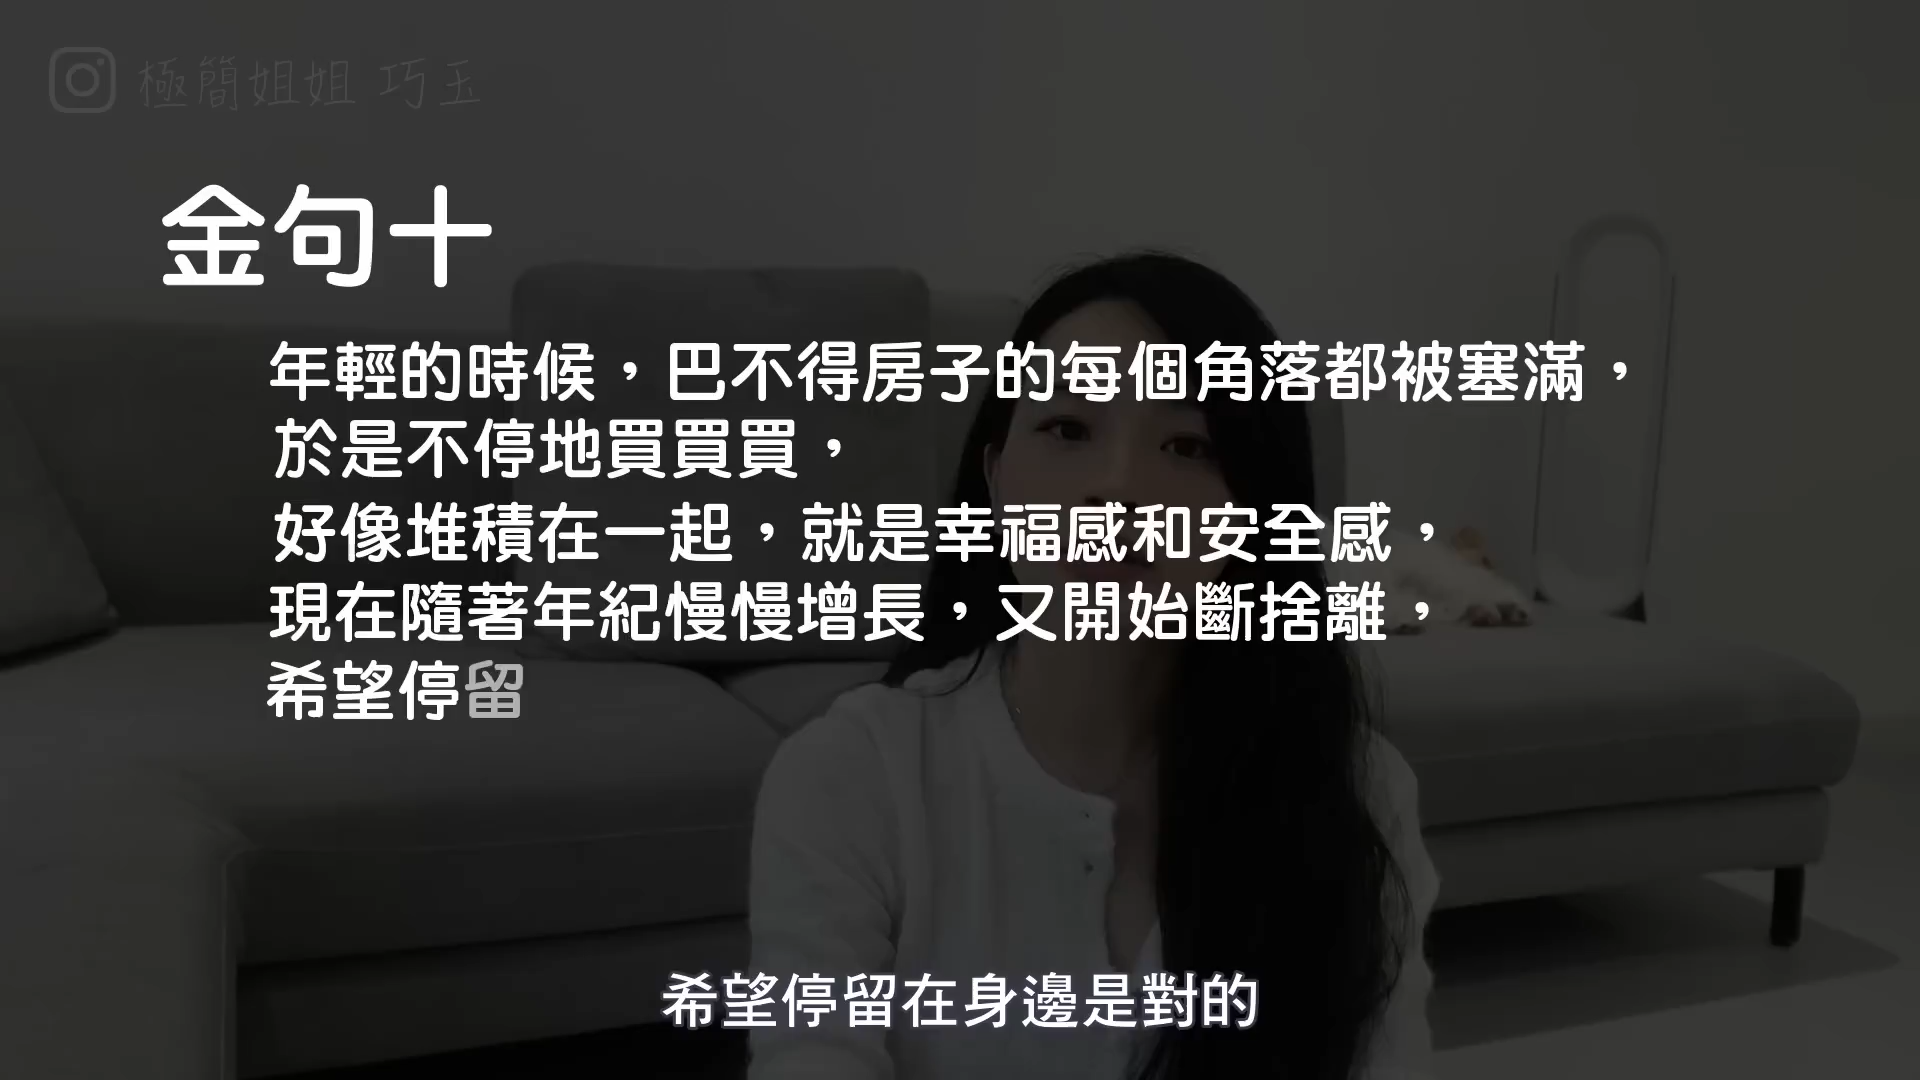 極簡姐姐 巧玉
金句十
年輕的時候，巴不得房子的每個角落都被塞滿，
於是不停地買買買，
好像堆積在一起，就是幸福感和安全感，
現在隨著年紀慢慢增長，又開始斷捨離，
希望停留
希望停留在身邊是對的